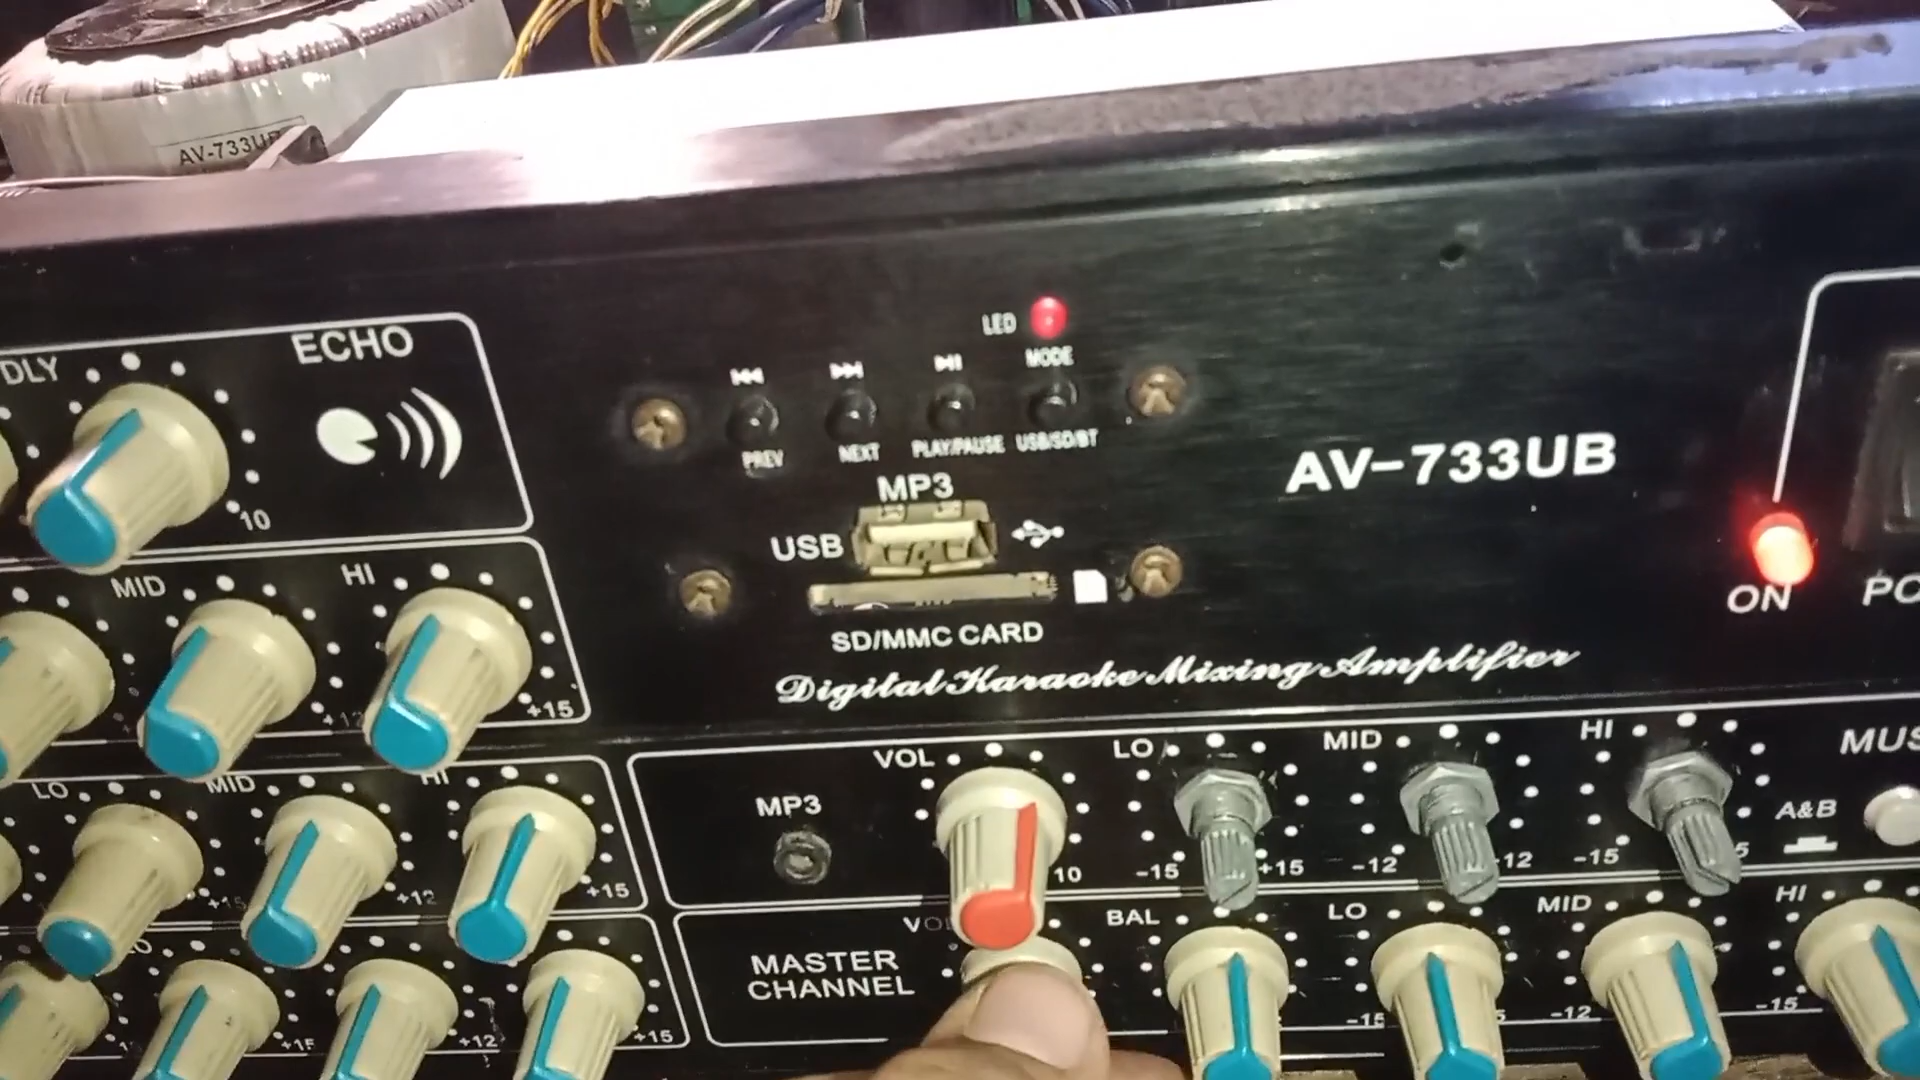 AV-733UB
LED
MODE
PREV
NEXT
PLAY/PAUSE
USB/SD/BT
MP3
USB
SD/MMC CARD
AV-733UB
Digital Karaoke Mixing Amplifier
ON
DLY
ECHO
10
MID
HI
+12
+15
LO
MID
HI
+15
+12
+15
+15
+12
+15
MP3
VOL
10
LO
-15
+15
MID
-12
12
HI
-15
5
A&B
MASTER
CHANNEL
VOL
BAL
LO
-15
MID
-12
HI
-15